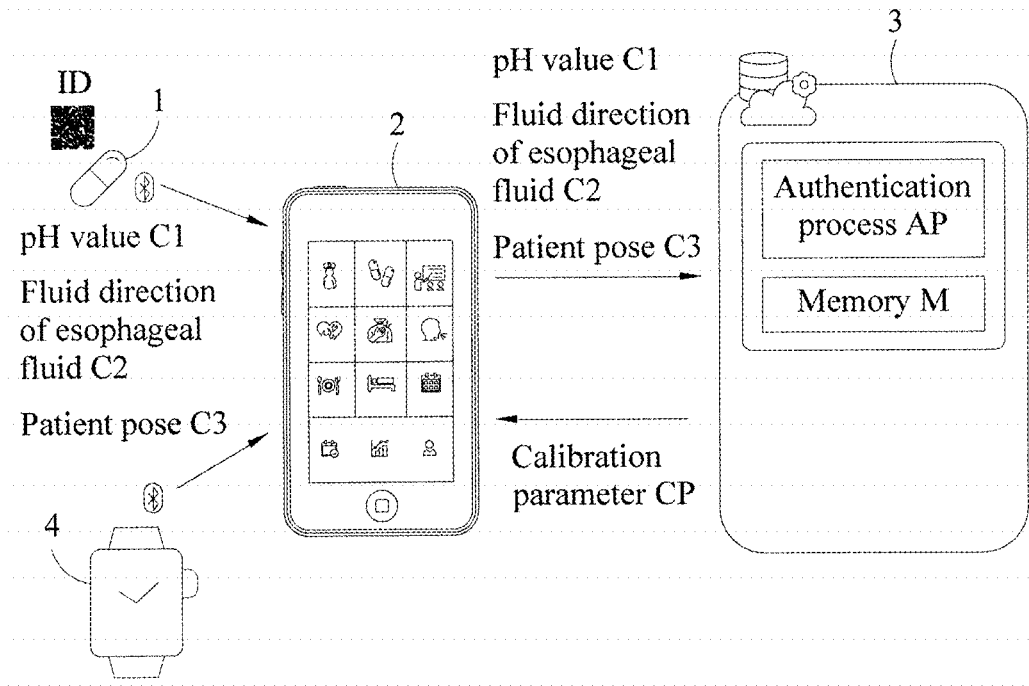 ID
1
pH value C1
Fluid direction
of esophageal
fluid C2
Patient pose C3
4
2
pH value C1
Fluid direction
of esophageal
fluid C2
Patient pose C3
Calibration
parameter CP
3
Authentication
process AP
Memory M